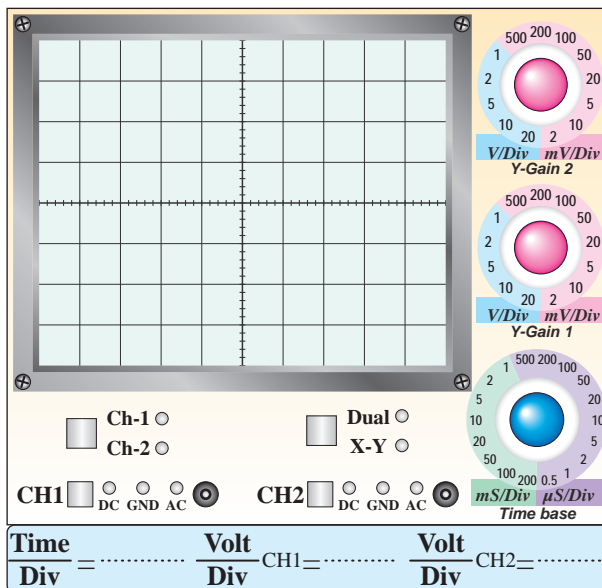 500 200 100
1 50
2 20
5 5
10 10
20 2
V/Div mV/Div
Y-Gain 2
500 200 100
1 50
2 20
5 5
10 10
20 2
V/Div mV/Div
Y-Gain 1
500 200 100
1 50
2 20
5 10
10 5
20 2
50 1
100 200 0.5
mS/Div µS/Div
Time base
Ch-1
Ch-2
Dual
X-Y
CH1 DC GND AC
CH2 DC GND AC
Time/Div = ............ Volt/Div CH1= ............ Volt/Div CH2= ............